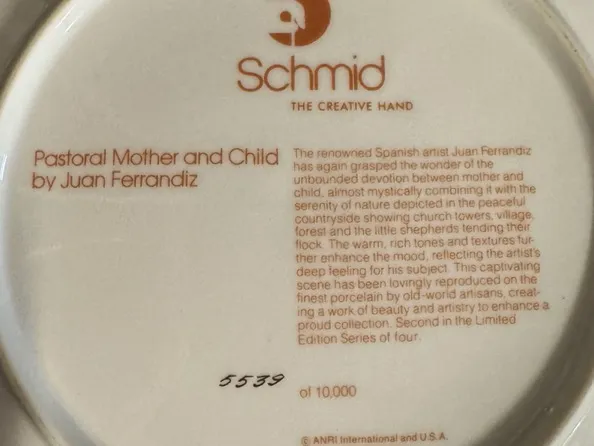 Schmid
THE CREATIVE HAND
Pastoral Mother and Child
by Juan Ferrandiz
The renowned Spanish artist Juan Ferrandiz
has again grasped the wonder of the
unbounded devotion between mother and
child, almost mystically combining it with the
serenity of nature depicted in the peaceful
countryside showing church towers, village,
forest and the little shepherds tending their
flock. The warm, rich tones and textures fur-
ther enhance the mood, reflecting the artist's
deep feeling for his subject. This captivating
scene has been lovingly reproduced on the
finest porcelain by old-world artisans, creat-
ing a work of beauty and artistry to enhance a
proud collection. Second in the Limited
Edition Series of four.
5539 of 10,000
© ANRI International and U.S.A.